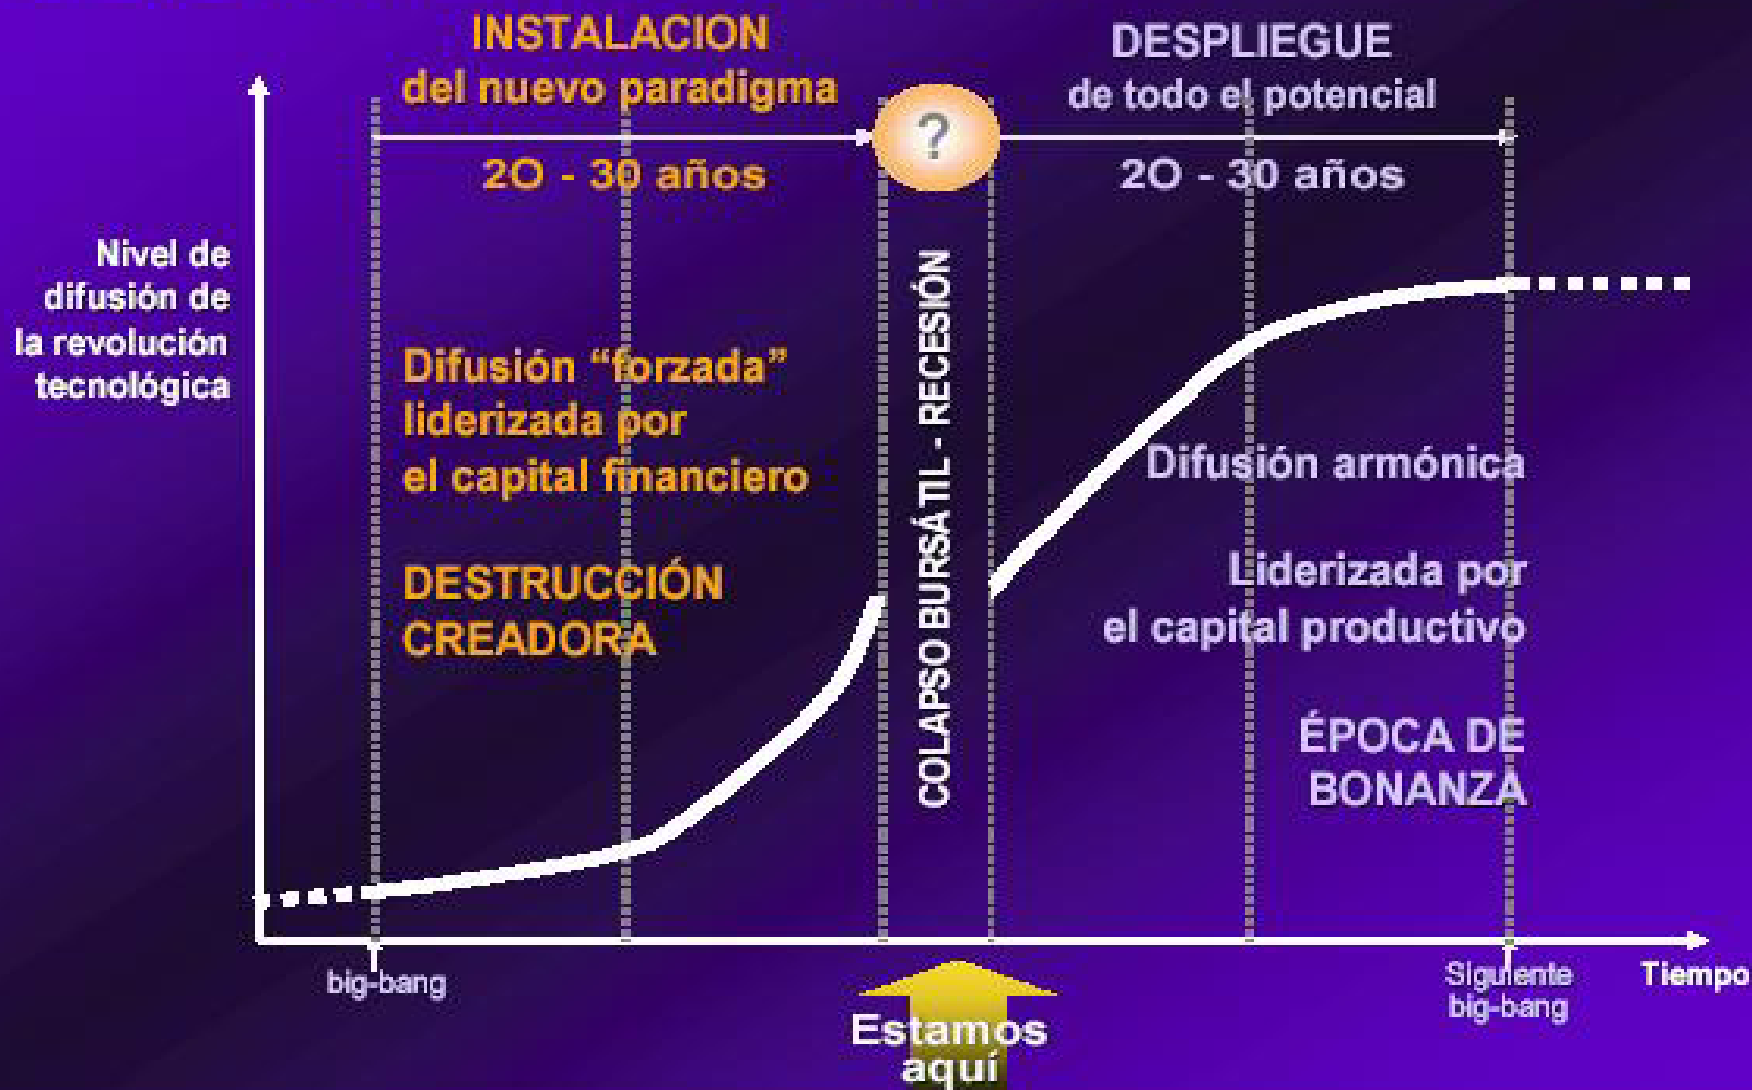 INSTALACION
del nuevo paradigma
2O - 30 años
?
DESPLIEGUE
de todo el potencial
2O - 30 años
Nivel de
difusión de
la revolución
tecnológica
Difusión “forzada”
liderizada por
el capital financiero
DESTRUCCIÓN
CREADORA
COLAPSO BURSÁTIL - RECESIÓN
Difusión armónica
Liderizada por
el capital productivo
ÉPOCA DE
BONANZA
big-bang
Estamos
aquí
Siguiente
big-bang
Tiempo